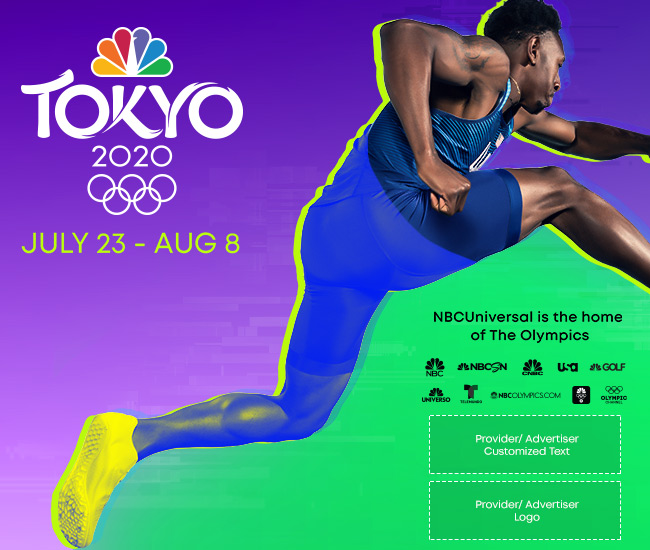 TOKYO
2020
JULY 23 - AUG 8
NBCUniversal is the home
of The Olympics
NBC
NBCSN
CNBC
USA
GOLF
UNIVERSO
TELEMUNDO
NBCOLYMPICS.COM
OLYMPIC
CHANNEL
Provider/ Advertiser
Customized Text
Provider/ Advertiser
Logo